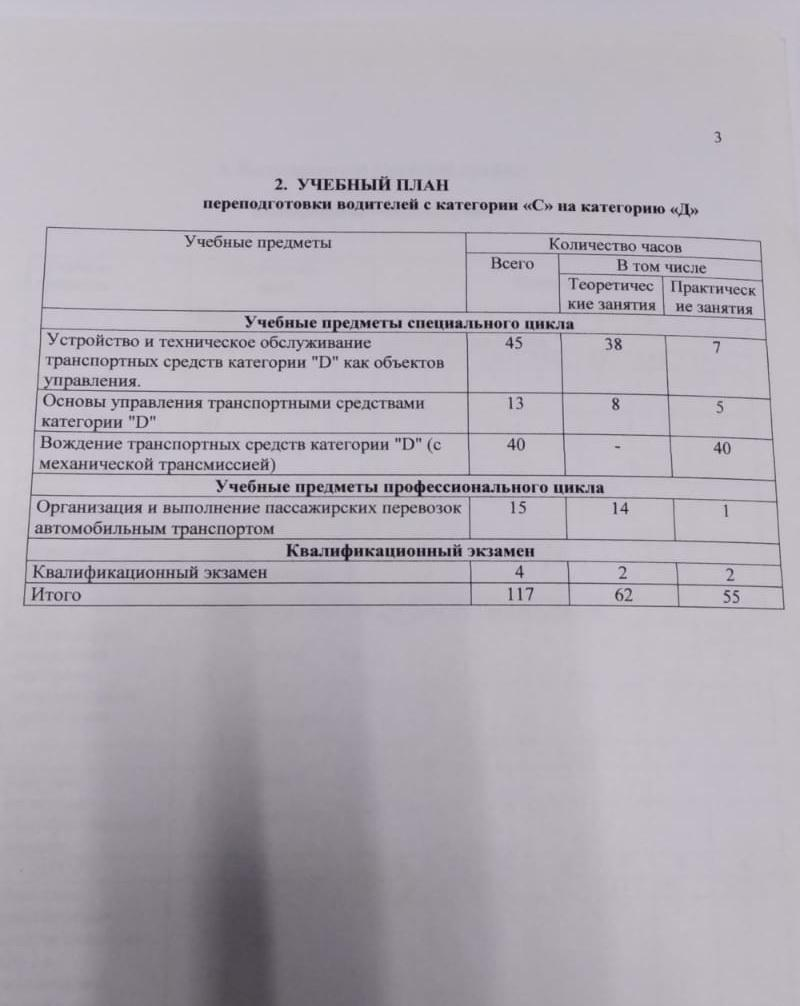 3
2. УЧЕБНЫЙ ПЛАН
переподготовки водителей с категории «С» на категорию «Д»
Учебные предметы
Количество часов
Всего
В том числе
Теоретичес
кие занятия
Практическ
ие занятия
Учебные предметы специального цикла
Устройство и техническое обслуживание 45 38 7
транспортных средств категории "D" как объектов
управления.
Основы управления транспортными средствами 13 8 5
категории "D"
Вождение транспортных средств категории "D" (с 40 - 40
механической трансмиссией)
Учебные предметы профессионального цикла
Организация и выполнение пассажирских перевозок 15 14 1
автомобильным транспортом
Квалификационный экзамен
Квалификационный экзамен 4 2 2
Итого 117 62 55